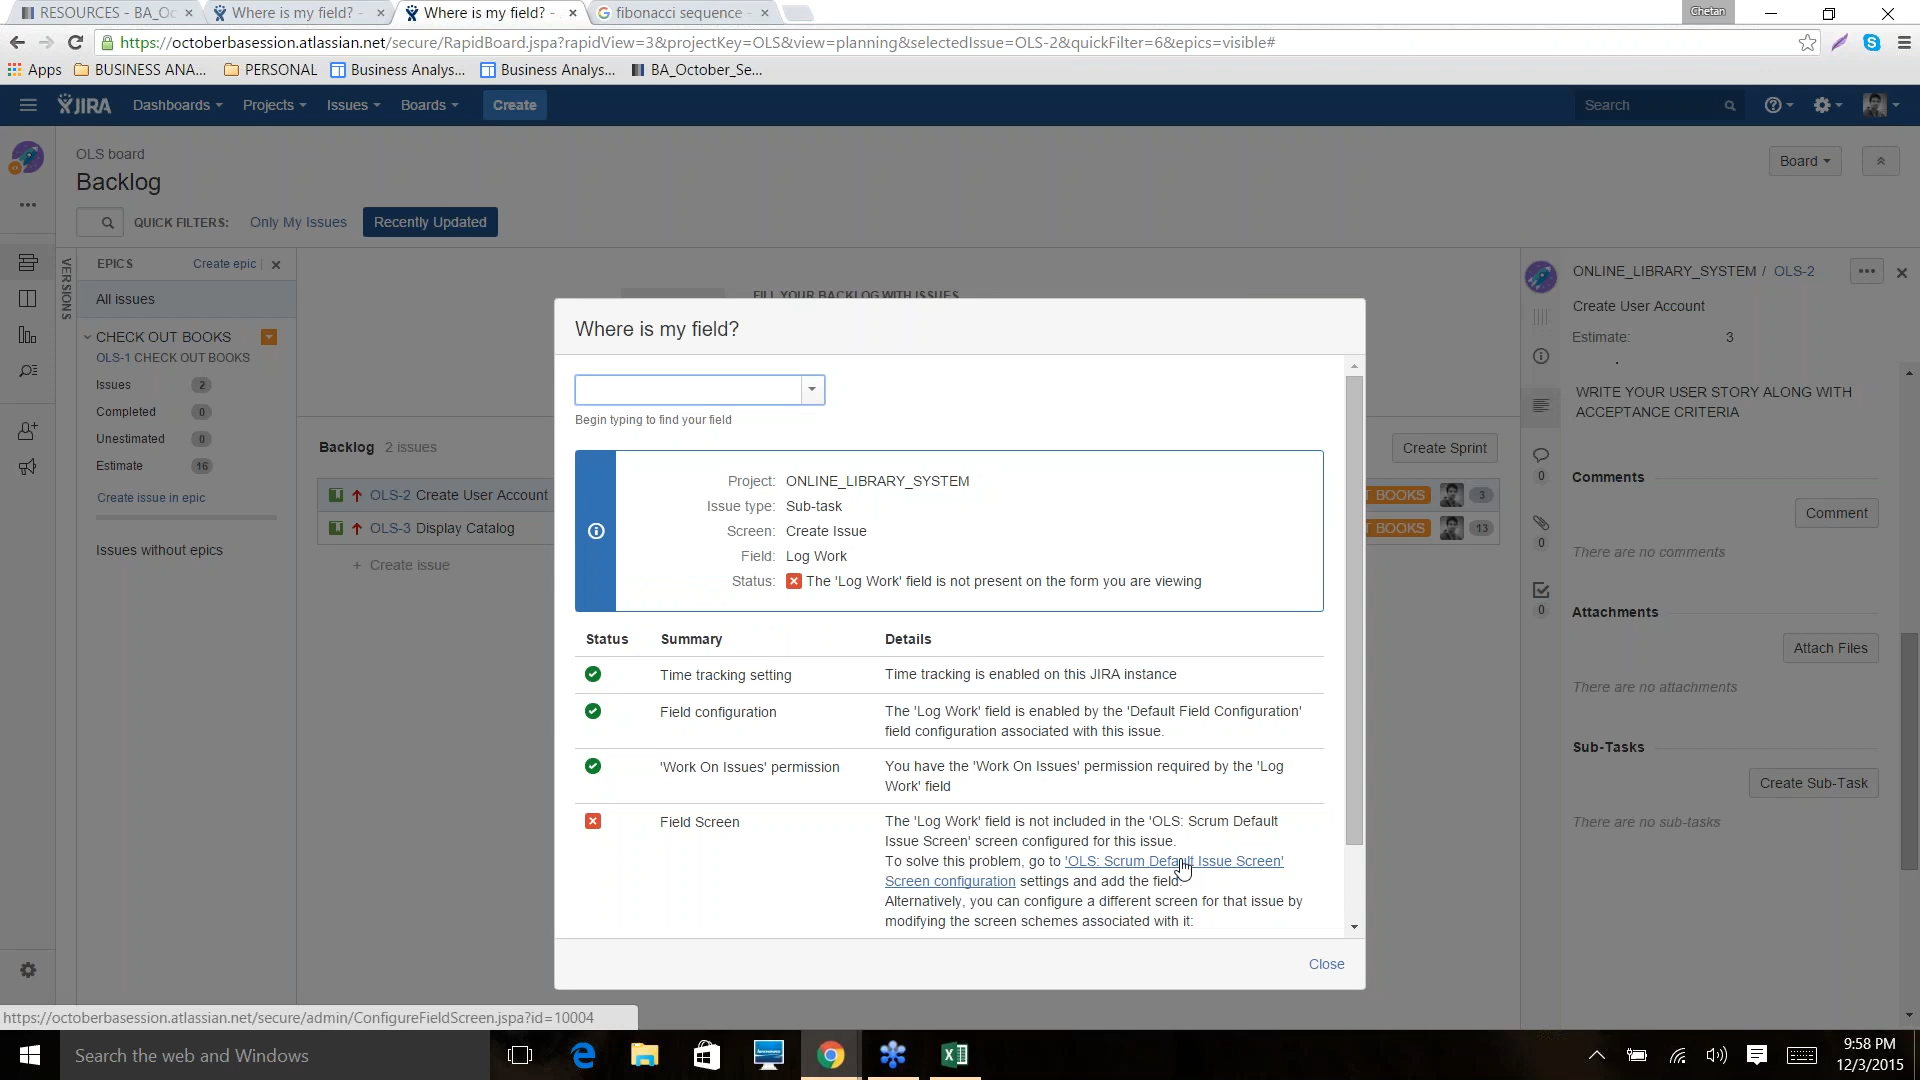 RESOURCES - BA_Oc
Where is my field? -
Where is my field? -
fibonacci sequence
Chetan
https://octoberbasession.atlassian.net/secure/RapidBoard.jspa?rapidView=3&projectKey=OLS&view=planning&selectedIssue=OLS-2&quickFilter=6&epics=visible#
Apps BUSINESS ANA... PERSONAL Business Analys... Business Analys... BA_October_Se...
JIRA Dashboards Projects Issues Boards Create Search
OLS board
Backlog
Board
QUICK FILTERS: Only My Issues Recently Updated
VERSIONS
EPICS Create epic
All issues
CHECK OUT BOOKS
OLS-1 CHECK OUT BOOKS
Issues 2
Completed 0
Unestimated 0
Estimate 16
Create issue in epic
Issues without epics
FILL YOUR BACKLOG WITH ISSUES
Backlog 2 issues
Create Sprint
OLS-2 Create User Account
T BOOKS 3
OLS-3 Display Catalog
T BOOKS 13
+ Create issue
Where is my field?
Begin typing to find your field
Project: ONLINE_LIBRARY_SYSTEM
Issue type: Sub-task
Screen: Create Issue
Field: Log Work
Status: The 'Log Work' field is not present on the form you are viewing
Status Summary Details
Time tracking setting Time tracking is enabled on this JIRA instance
Field configuration The 'Log Work' field is enabled by the 'Default Field Configuration'
field configuration associated with this issue.
'Work On Issues' permission You have the 'Work On Issues' permission required by the 'Log
Work' field
Field Screen The 'Log Work' field is not included in the 'OLS: Scrum Default
Issue Screen' screen configured for this issue.
To solve this problem, go to 'OLS: Scrum Default Issue Screen'
Screen configuration settings and add the field.
Alternatively, you can configure a different screen for that issue by
modifying the screen schemes associated with it:
Close
ONLINE_LIBRARY_SYSTEM / OLS-2
Create User Account
Estimate: 3
WRITE YOUR USER STORY ALONG WITH
ACCEPTANCE CRITERIA
0
Comments
Comment
There are no comments
0
Attachments
0
Attach Files
There are no attachments
Sub-Tasks
Create Sub-Task
There are no sub-tasks
https://octoberbasession.atlassian.net/secure/admin/ConfigureFieldScreen.jspa?id=10004
Search the web and Windows
lenovo
9:58 PM
12/3/2015